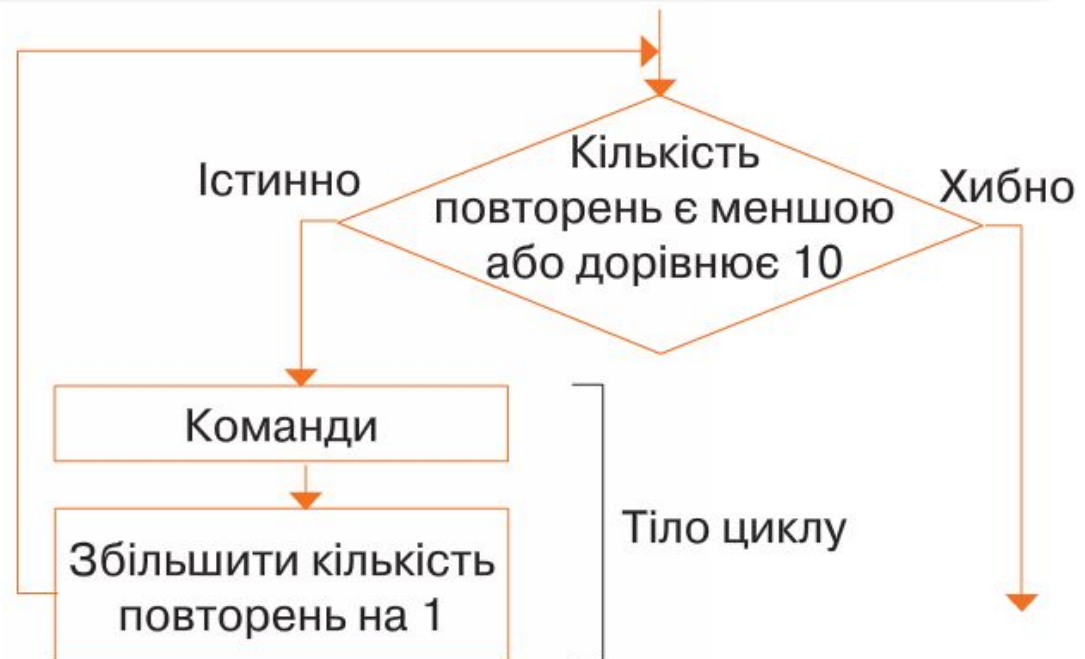 Кількість
повторень є меншою
або дорівнює 10
Істинно
Хибно
Команди
Збільшити кількість
повторень на 1
Тіло циклу